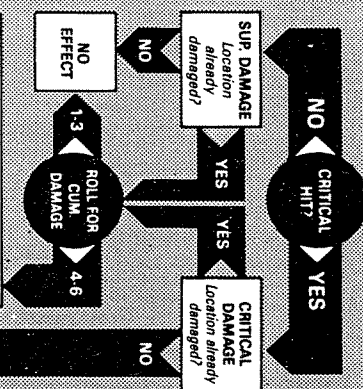 CRITICAL
HIT?
NO
YES
SUP. DAMAGE
Location
already
damaged?
NO
YES
NO
EFFECT
CRITICAL
DAMAGE
Location already
damaged?
YES
NO
ROLL FOR
CUM
DAMAGE
1-3
4-6